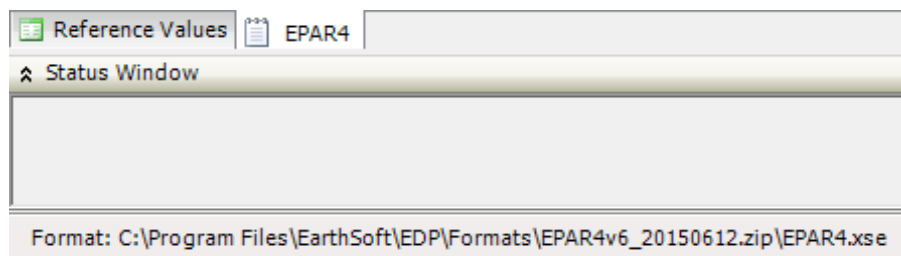 Reference Values EPAR4
Status Window
Format: C:\Program Files\EarthSoft\EDP\Formats\EPAR4v6_20150612.zip\EPAR4.xse